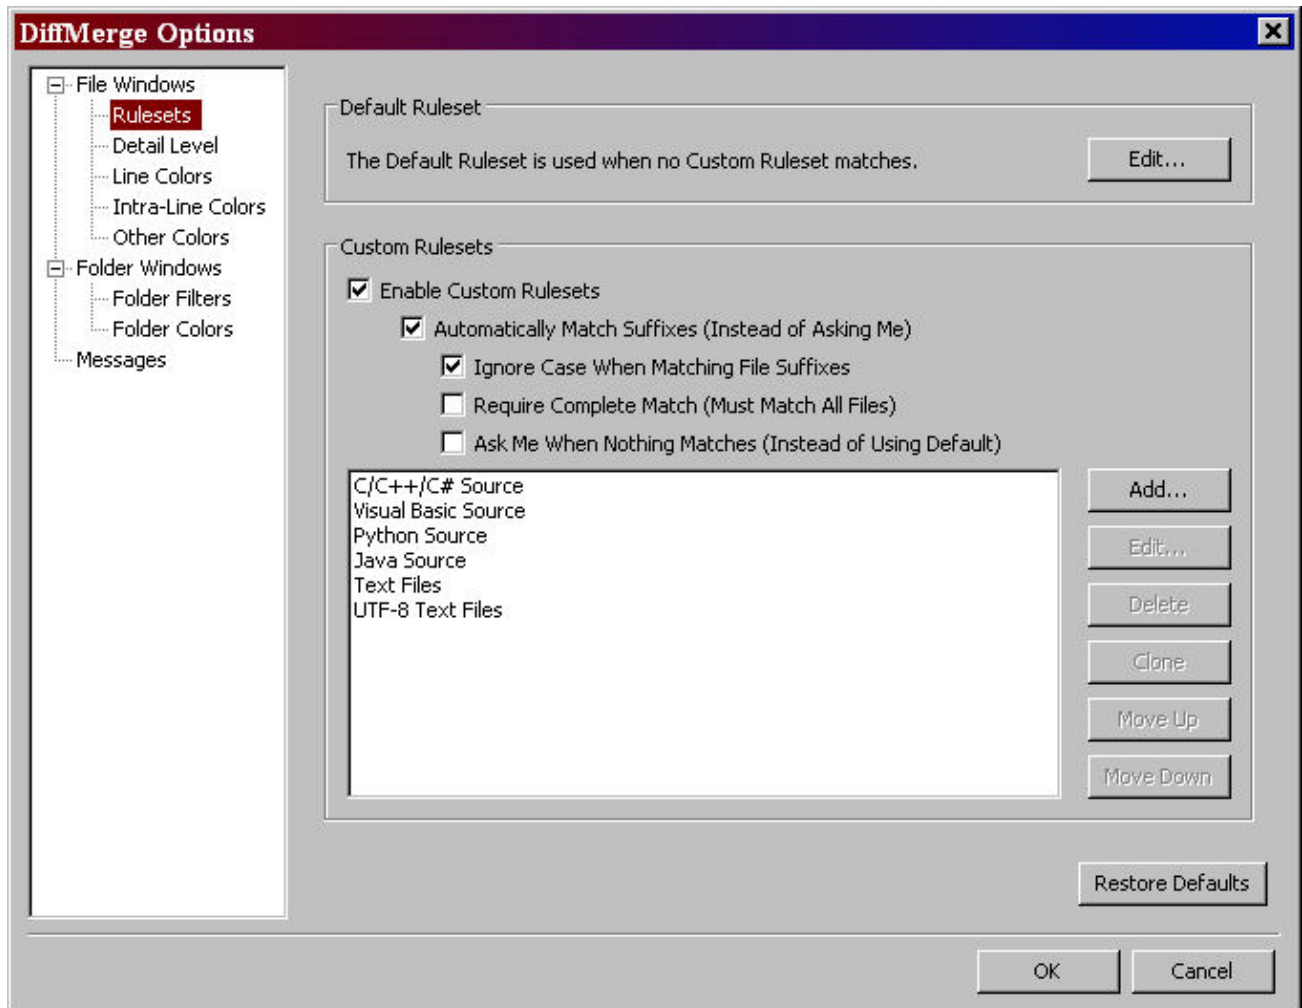 DiffMerge Options
File Windows
Rulesets
Detail Level
Line Colors
Intra-Line Colors
Other Colors
Folder Windows
Folder Filters
Folder Colors
Messages
Default Ruleset
The Default Ruleset is used when no Custom Ruleset matches.
Edit...
Custom Rulesets
Enable Custom Rulesets
Automatically Match Suffixes (Instead of Asking Me)
Ignore Case When Matching File Suffixes
Require Complete Match (Must Match All Files)
Ask Me When Nothing Matches (Instead of Using Default)
C/C++/C# Source
Visual Basic Source
Python Source
Java Source
Text Files
UTF-8 Text Files
Add...
Edit...
Delete
Clone
Move Up
Move Down
Restore Defaults
OK
Cancel